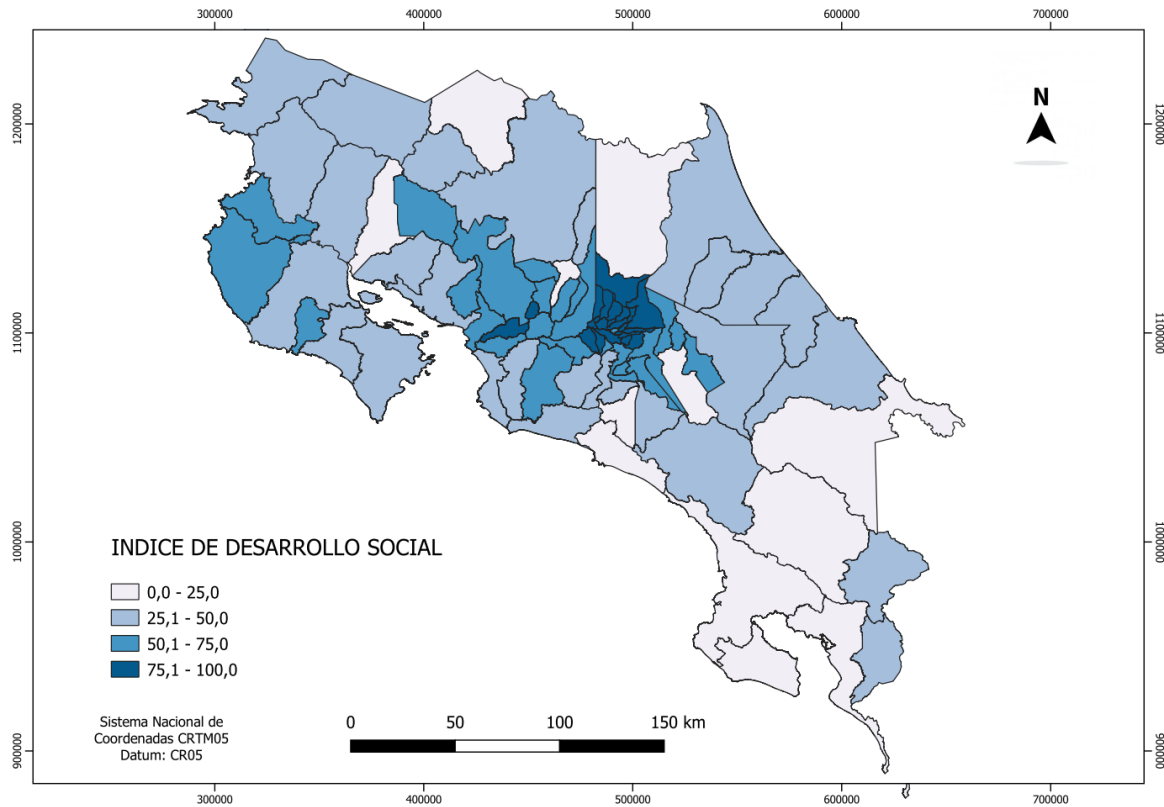 300000 400000 500000 600000 700000
N
1200000 1200000
1100000 1100000
1000000 1000000
900000 900000
INDICE DE DESARROLLO SOCIAL
0,0 - 25,0
25,1 - 50,0
50,1 - 75,0
75,1 - 100,0
Sistema Nacional de
Coordenadas CRTM05
Datum: CR05
0 50 100 150 km
300000 400000 500000 600000 700000